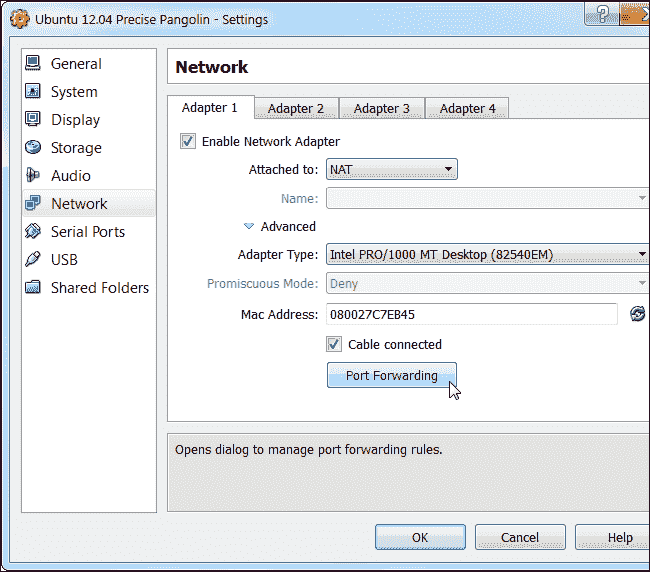 Ubuntu 12.04 Precise Pangolin - Settings
?
General
System
Display
Storage
Audio
Network
Serial Ports
USB
Shared Folders
Network
Adapter 1 Adapter 2 Adapter 3 Adapter 4
Enable Network Adapter
Attached to: NAT
Name:
Advanced
Adapter Type: Intel PRO/1000 MT Desktop (82540EM)
Promiscuous Mode: Deny
Mac Address: 080027C7EB45
Cable connected
Port Forwarding
Opens dialog to manage port forwarding rules.
OK Cancel Help